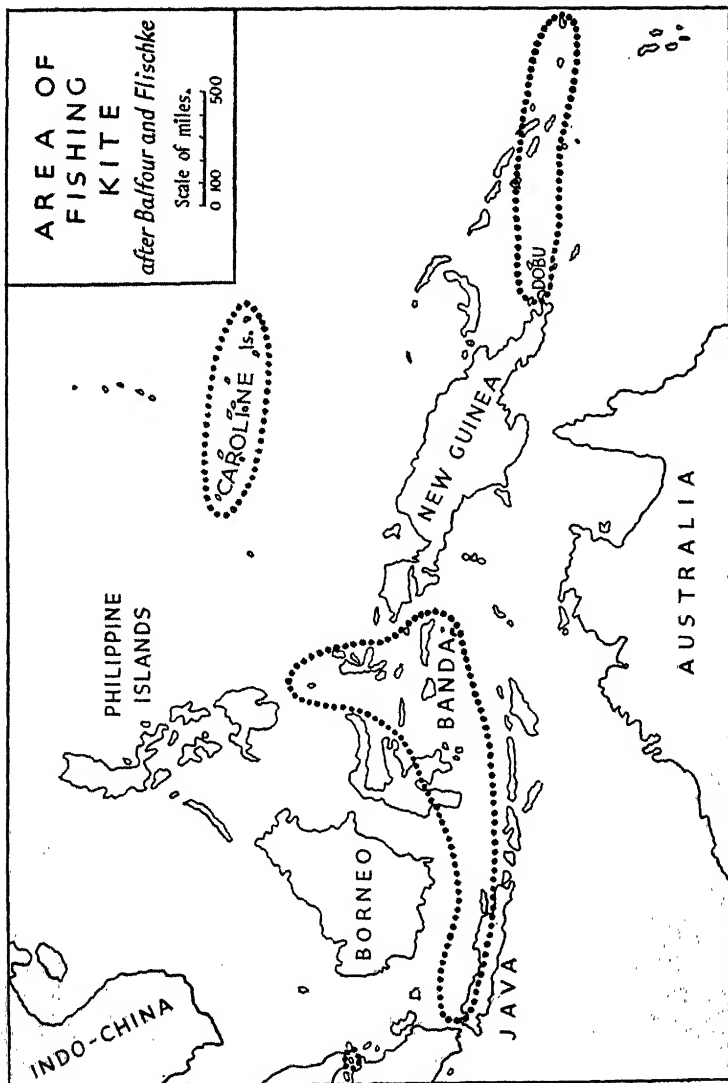 AREA OF
FISHING
KITE
after Balfour and Flischke
Scale of miles.
0 100 500
INDO-CHINA
PHILIPPINE
ISLANDS
CAROLINE Is.
BORNEO
BANDA
NEW GUINEA
DOBU
JAVA
AUSTRALIA